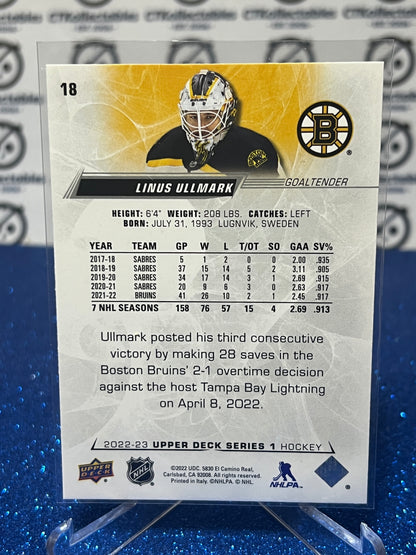 18
B
®
LINUS ULLMARK
GOALTENDER
HEIGHT: 6'4" WEIGHT: 208 LBS. CATCHES: LEFT
BORN: JULY 31, 1993 LUGNVIK, SWEDEN
YEAR TEAM GP W L T/OT SO GAA SV%
2017-18 SABRES 5 1 2 0 0 2.00 .935
2018-19 SABRES 37 15 14 5 2 3.11 .905
2019-20 SABRES 34 17 14 3 1 2.69 .915
2020-21 SABRES 20 9 6 3 0 2.63 .917
2021-22 BRUINS 41 26 10 2 1 2.45 .917
7 NHL SEASONS 158 76 57 15 4 2.69 .913
Ullmark posted his third consecutive
victory by making 28 saves in the
Boston Bruins' 2-1 overtime decision
against the host Tampa Bay Lightning
on April 8, 2022.
2022-23 UPPER DECK SERIES 1 HOCKEY
UPPER DECK
NHL
©2022 UDC. 5830 El Camino Real,
Carlsbad, CA 92008. All rights reserved.
Printed in Italy. ©NHLPA. © NHL.
NHLPA